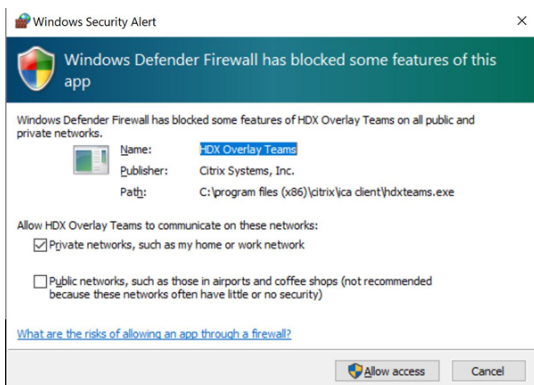 Windows Security Alert
Windows Defender Firewall has blocked some features of this
app
Windows Defender Firewall has blocked some features of HDX Overlay Teams on all public and
private networks.
Name: HDX Overlay Teams
Publisher: Citrix Systems, Inc.
Path: C:\program files (x86)\citrix\ica client\hdxteams.exe
Allow HDX Overlay Teams to communicate on these networks:
Private networks, such as my home or work network
Public networks, such as those in airports and coffee shops (not recommended
because these networks often have little or no security)
What are the risks of allowing an app through a firewall?
Allow access Cancel